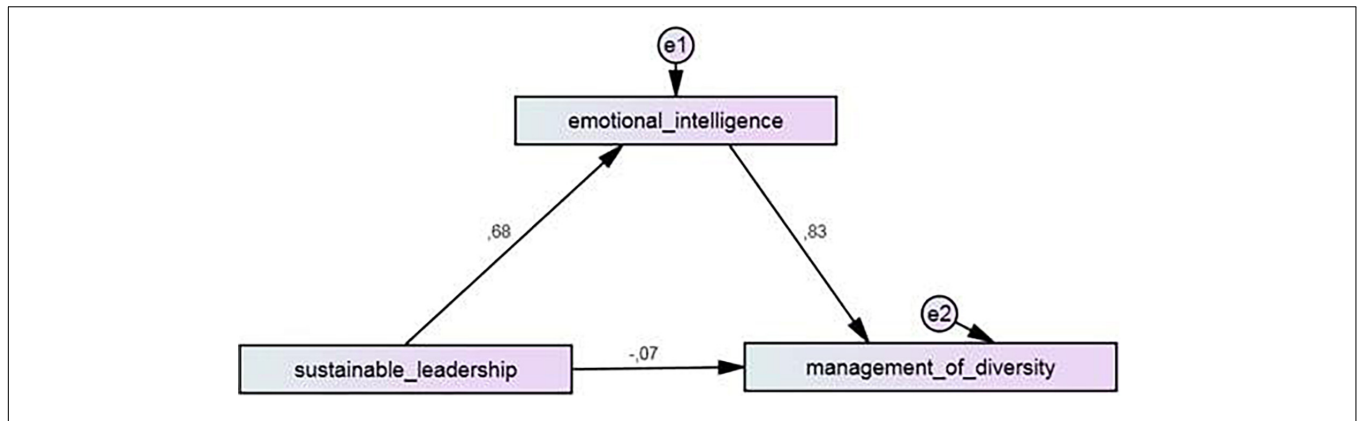 e1
emotional_intelligence
,68
,83
e2
sustainable_leadership
-,07
management_of_diversity